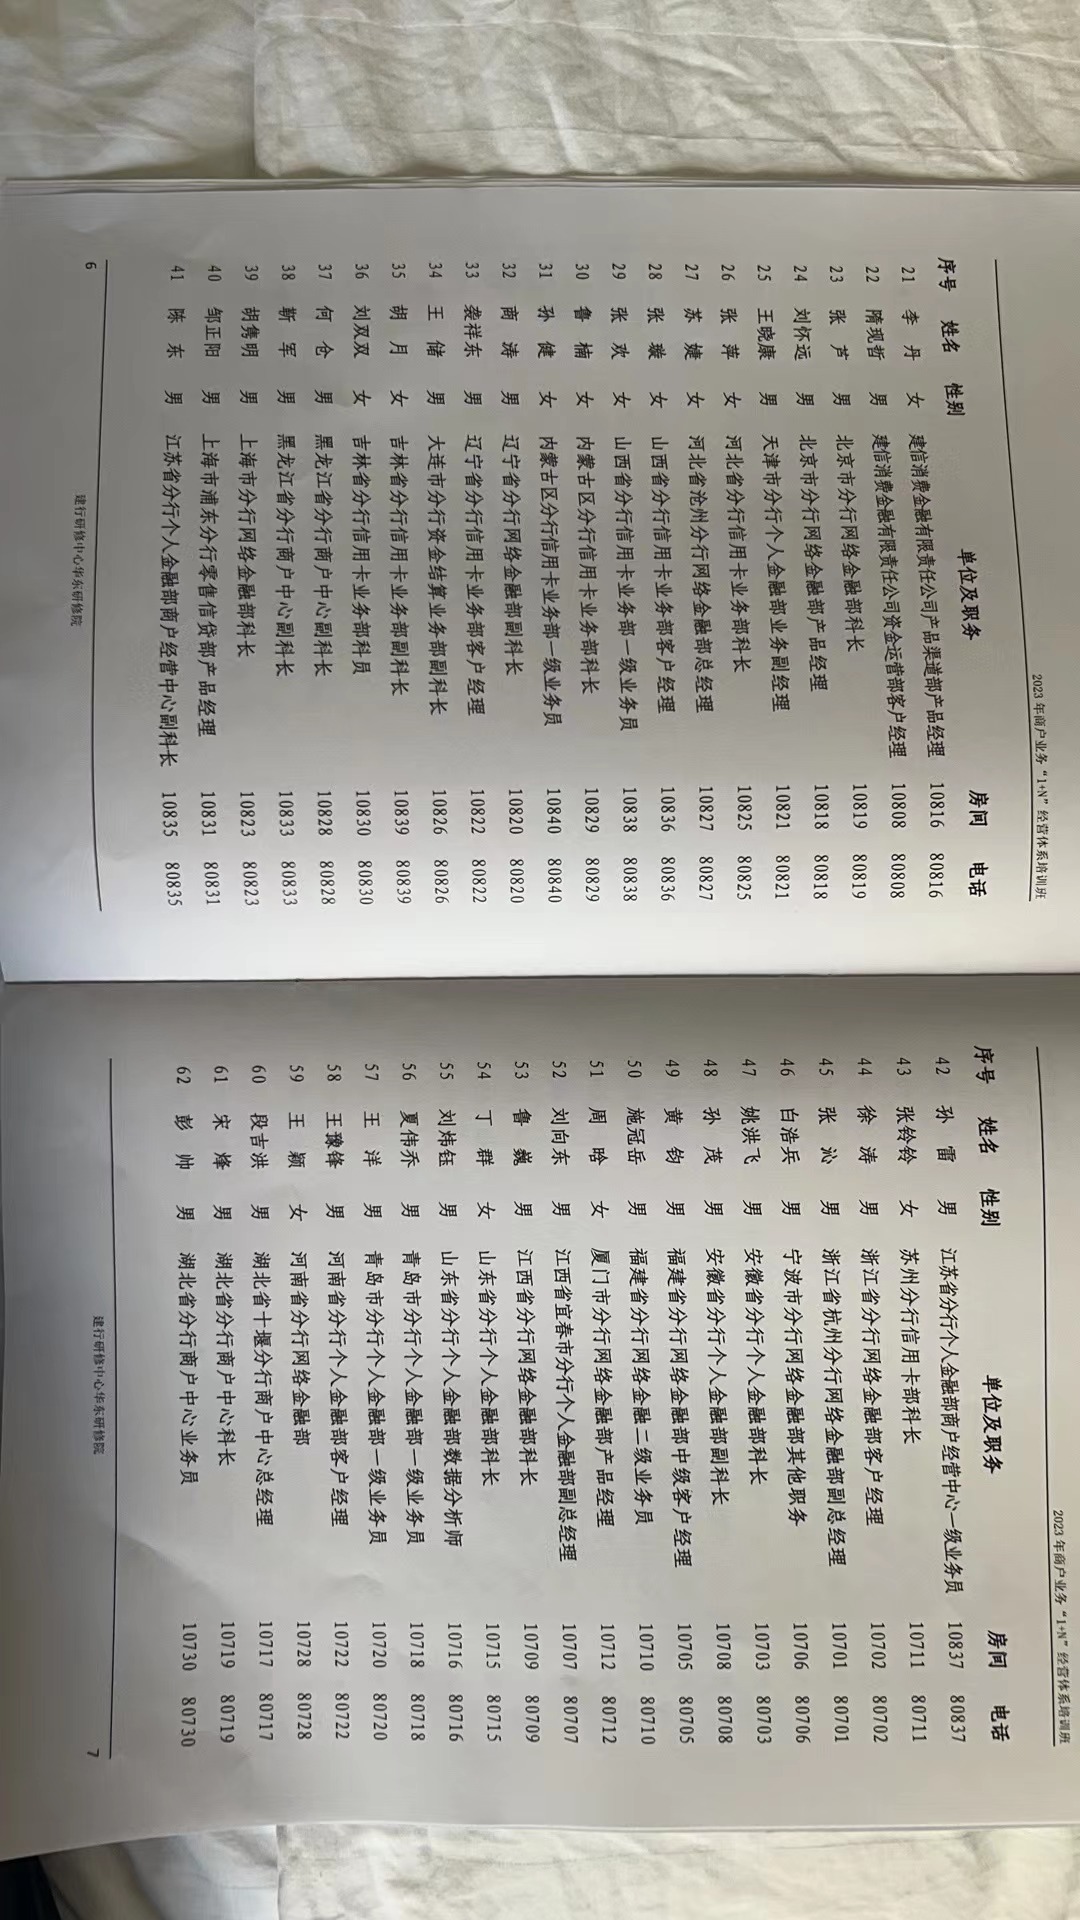 2023年商户业务“1+N”经营体系培训班
序号 姓名 性别 单位及职务 房间 电话
21 李丹 女 建信消费金融有限责任公司产品渠道部产品经理 10816 80816
22 隋现哲 男 建信消费金融有限责任公司资金运营部客户经理 10808 80808
23 张芦 男 北京市分行网络金融部科长 10819 80819
24 刘怀远 男 北京市分行网络金融部产品经理 10818 80818
25 王晓康 男 天津市分行个人金融部业务副经理 10821 80821
26 张萍 女 河北省分行信用卡业务部科长 10825 80825
27 苏婕 女 河北省沧州分行网络金融部总经理 10827 80827
28 张璇 女 山西省分行信用卡业务部客户经理 10836 80836
29 张欢 女 山西省分行信用卡业务部一级业务员 10838 80838
30 鲁楠 女 内蒙古区分行信用卡业务部科长 10829 80829
31 孙健 女 内蒙古区分行信用卡业务部一级业务员 10840 80840
32 商涛 男 辽宁省分行网络金融部副科长 10820 80820
33 袭祥东 男 辽宁省分行信用卡业务部客户经理 10822 80822
34 王储 男 大连市分行资金结算业务部副科长 10826 80826
35 胡月 女 吉林省分行信用卡业务部副科长 10839 80839
36 刘双双 女 吉林省分行信用卡业务部科员 10830 80830
37 何仓 男 黑龙江省分行商户中心副科长 10828 80828
38 靳军 男 黑龙江省分行商户中心副科长 10833 80833
39 胡隽明 男 上海市分行网络金融部科长 10823 80823
40 邹正阳 男 上海市浦东分行零售信贷部产品经理 10831 80831
41 陈东 男 江苏省分行个人金融部商户经营中心副科长 10835 80835
6
建行研修中心华东研修院
2023年商户业务“1+N”经营体系培训班
序号 姓名 性别 单位及职务 房间 电话
42 孙雷 男 江苏省分行个人金融部商户经营中心一级业务员 10837 80837
43 张铃铃 女 苏州分行信用卡部科长 10711 80711
44 徐涛 男 浙江省分行网络金融部客户经理 10702 80702
45 张沁 男 浙江省杭州分行网络金融部副总经理 10701 80701
46 白浩兵 男 宁波市分行网络金融部其他职务 10706 80706
47 姚洪飞 男 安徽省分行个人金融部科长 10703 80703
48 孙茂 男 安徽省分行个人金融部副科长 10708 80708
49 黄钧 男 福建省分行网络金融部中级客户经理 10705 80705
50 施冠岳 男 福建省分行网络金融二级业务员 10710 80710
51 周晗 女 厦门市分行网络金融部产品经理 10712 80712
52 刘向东 男 江西省宜春市分行个人金融部副总经理 10707 80707
53 鲁巍 男 江西省分行网络金融部科长 10709 80709
54 丁群 女 山东省分行个人金融部科长 10715 80715
55 刘炜钰 男 山东省分行个人金融部数据分析师 10716 80716
56 夏伟乔 男 青岛市分行个人金融部一级业务员 10718 80718
57 王洋 男 青岛市分行个人金融部一级业务员 10720 80720
58 王豫锋 男 河南省分行个人金融部客户经理 10722 80722
59 王颖 女 河南省分行网络金融部 10728 80728
60 段吉洪 男 湖北省十堰分行商户中心总经理 10717 80717
61 宋烽 男 湖北省分行商户中心科长 10719 80719
62 彭帅 男 湖北省分行商户中心业务员 10730 80730
建行研修中心华东研修院
7